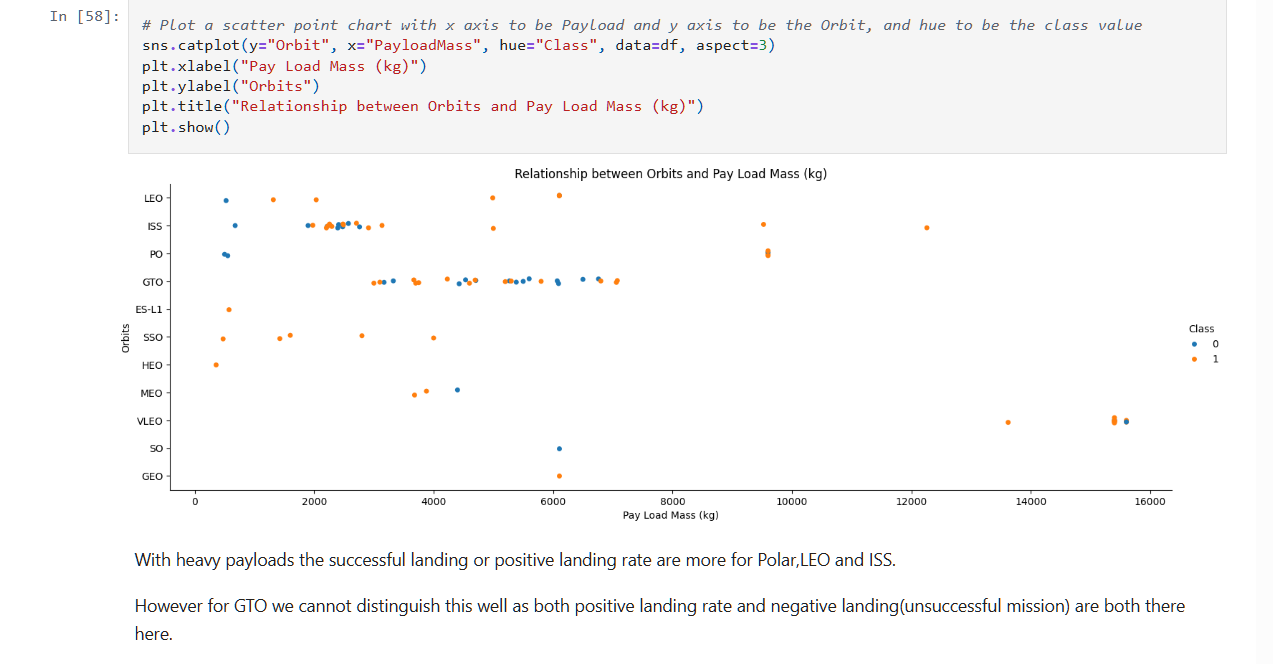 In [58]:
# Plot a scatter point chart with x axis to be Payload and y axis to be the Orbit, and hue to be the class value
sns.catplot(y="Orbit", x="PayloadMass", hue="Class", data=df, aspect=3)
plt.xlabel("Pay Load Mass (kg)")
plt.ylabel("Orbits")
plt.title("Relationship between Orbits and Pay Load Mass (kg)")
plt.show()
Relationship between Orbits and Pay Load Mass (kg)
LEO
ISS
PO
GTO
ES-L1
SSO
HEO
MEO
VLEO
SO
GEO
Orbits
Class
0
1
0 2000 4000 6000 8000 10000 12000 14000 16000
Pay Load Mass (kg)
With heavy payloads the successful landing or positive landing rate are more for Polar,LEO and ISS.
However for GTO we cannot distinguish this well as both positive landing rate and negative landing(unsuccessful mission) are both there
here.